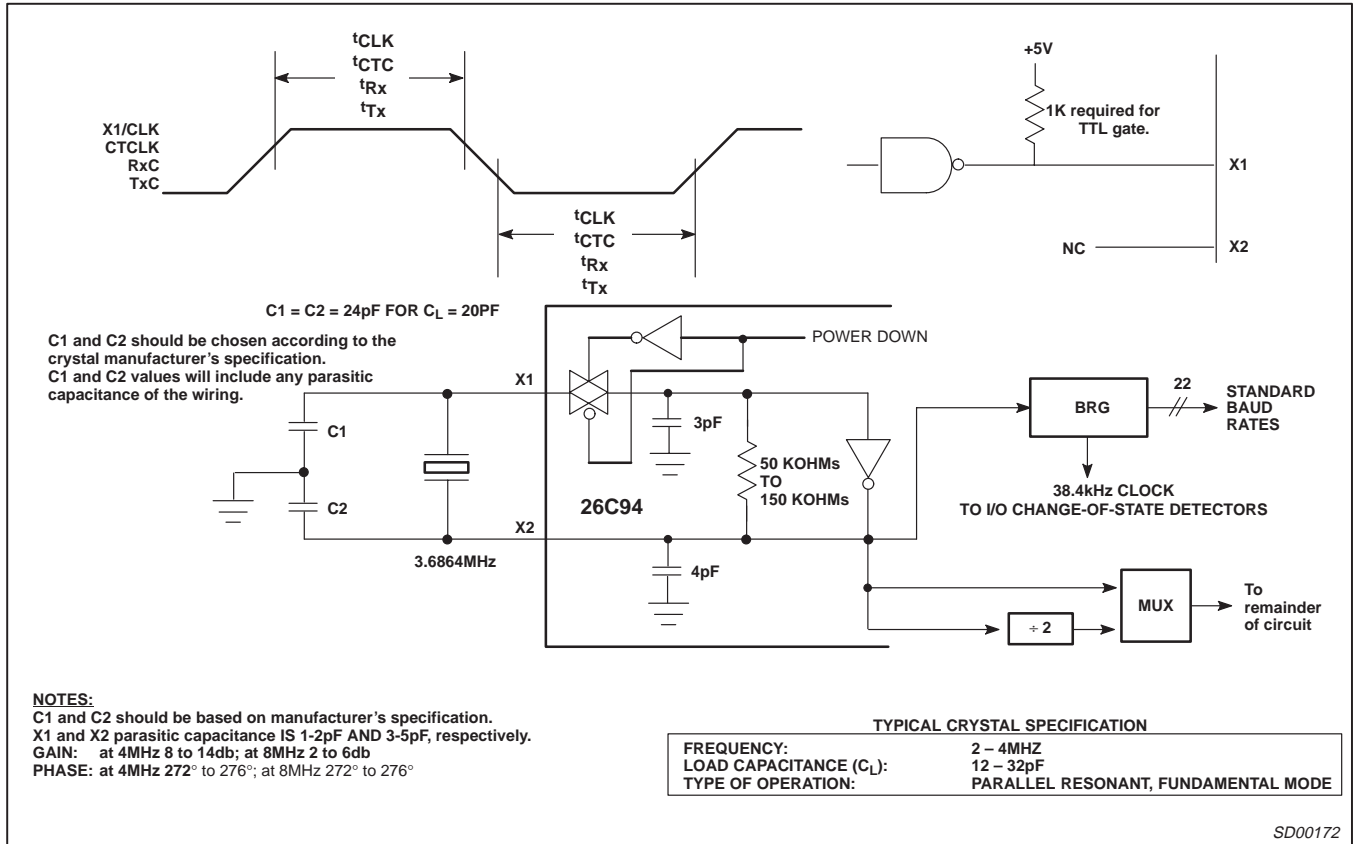 tCLK
tCTC
tRx
tTx
X1/CLK
CTCLK
RxC
TxC
tCLK
tCTC
tRx
tTx
+5V
1K required for
TTL gate.
X1
NC
X2
C1 = C2 = 24pF FOR CL = 20PF
C1 and C2 should be chosen according to the
crystal manufacturer's specification.
C1 and C2 values will include any parasitic
capacitance of the wiring.
POWER DOWN
X1
C1
3pF
BRG
22
STANDARD
BAUD
RATES
50 KOHMs
TO
150 KOHMs
38.4kHz CLOCK
TO I/O CHANGE-OF-STATE DETECTORS
C2
26C94
X2
3.6864MHz
4pF
MUX
To
remainder
of circuit
÷ 2
NOTES:
C1 and C2 should be based on manufacturer's specification.
X1 and X2 parasitic capacitance IS 1-2pF AND 3-5pF, respectively.
GAIN: at 4MHz 8 to 14db; at 8MHz 2 to 6db
PHASE: at 4MHz 272° to 276°; at 8MHz 272° to 276°
TYPICAL CRYSTAL SPECIFICATION
FREQUENCY: 2 – 4MHZ
LOAD CAPACITANCE (CL): 12 – 32pF
TYPE OF OPERATION: PARALLEL RESONANT, FUNDAMENTAL MODE
SD00172